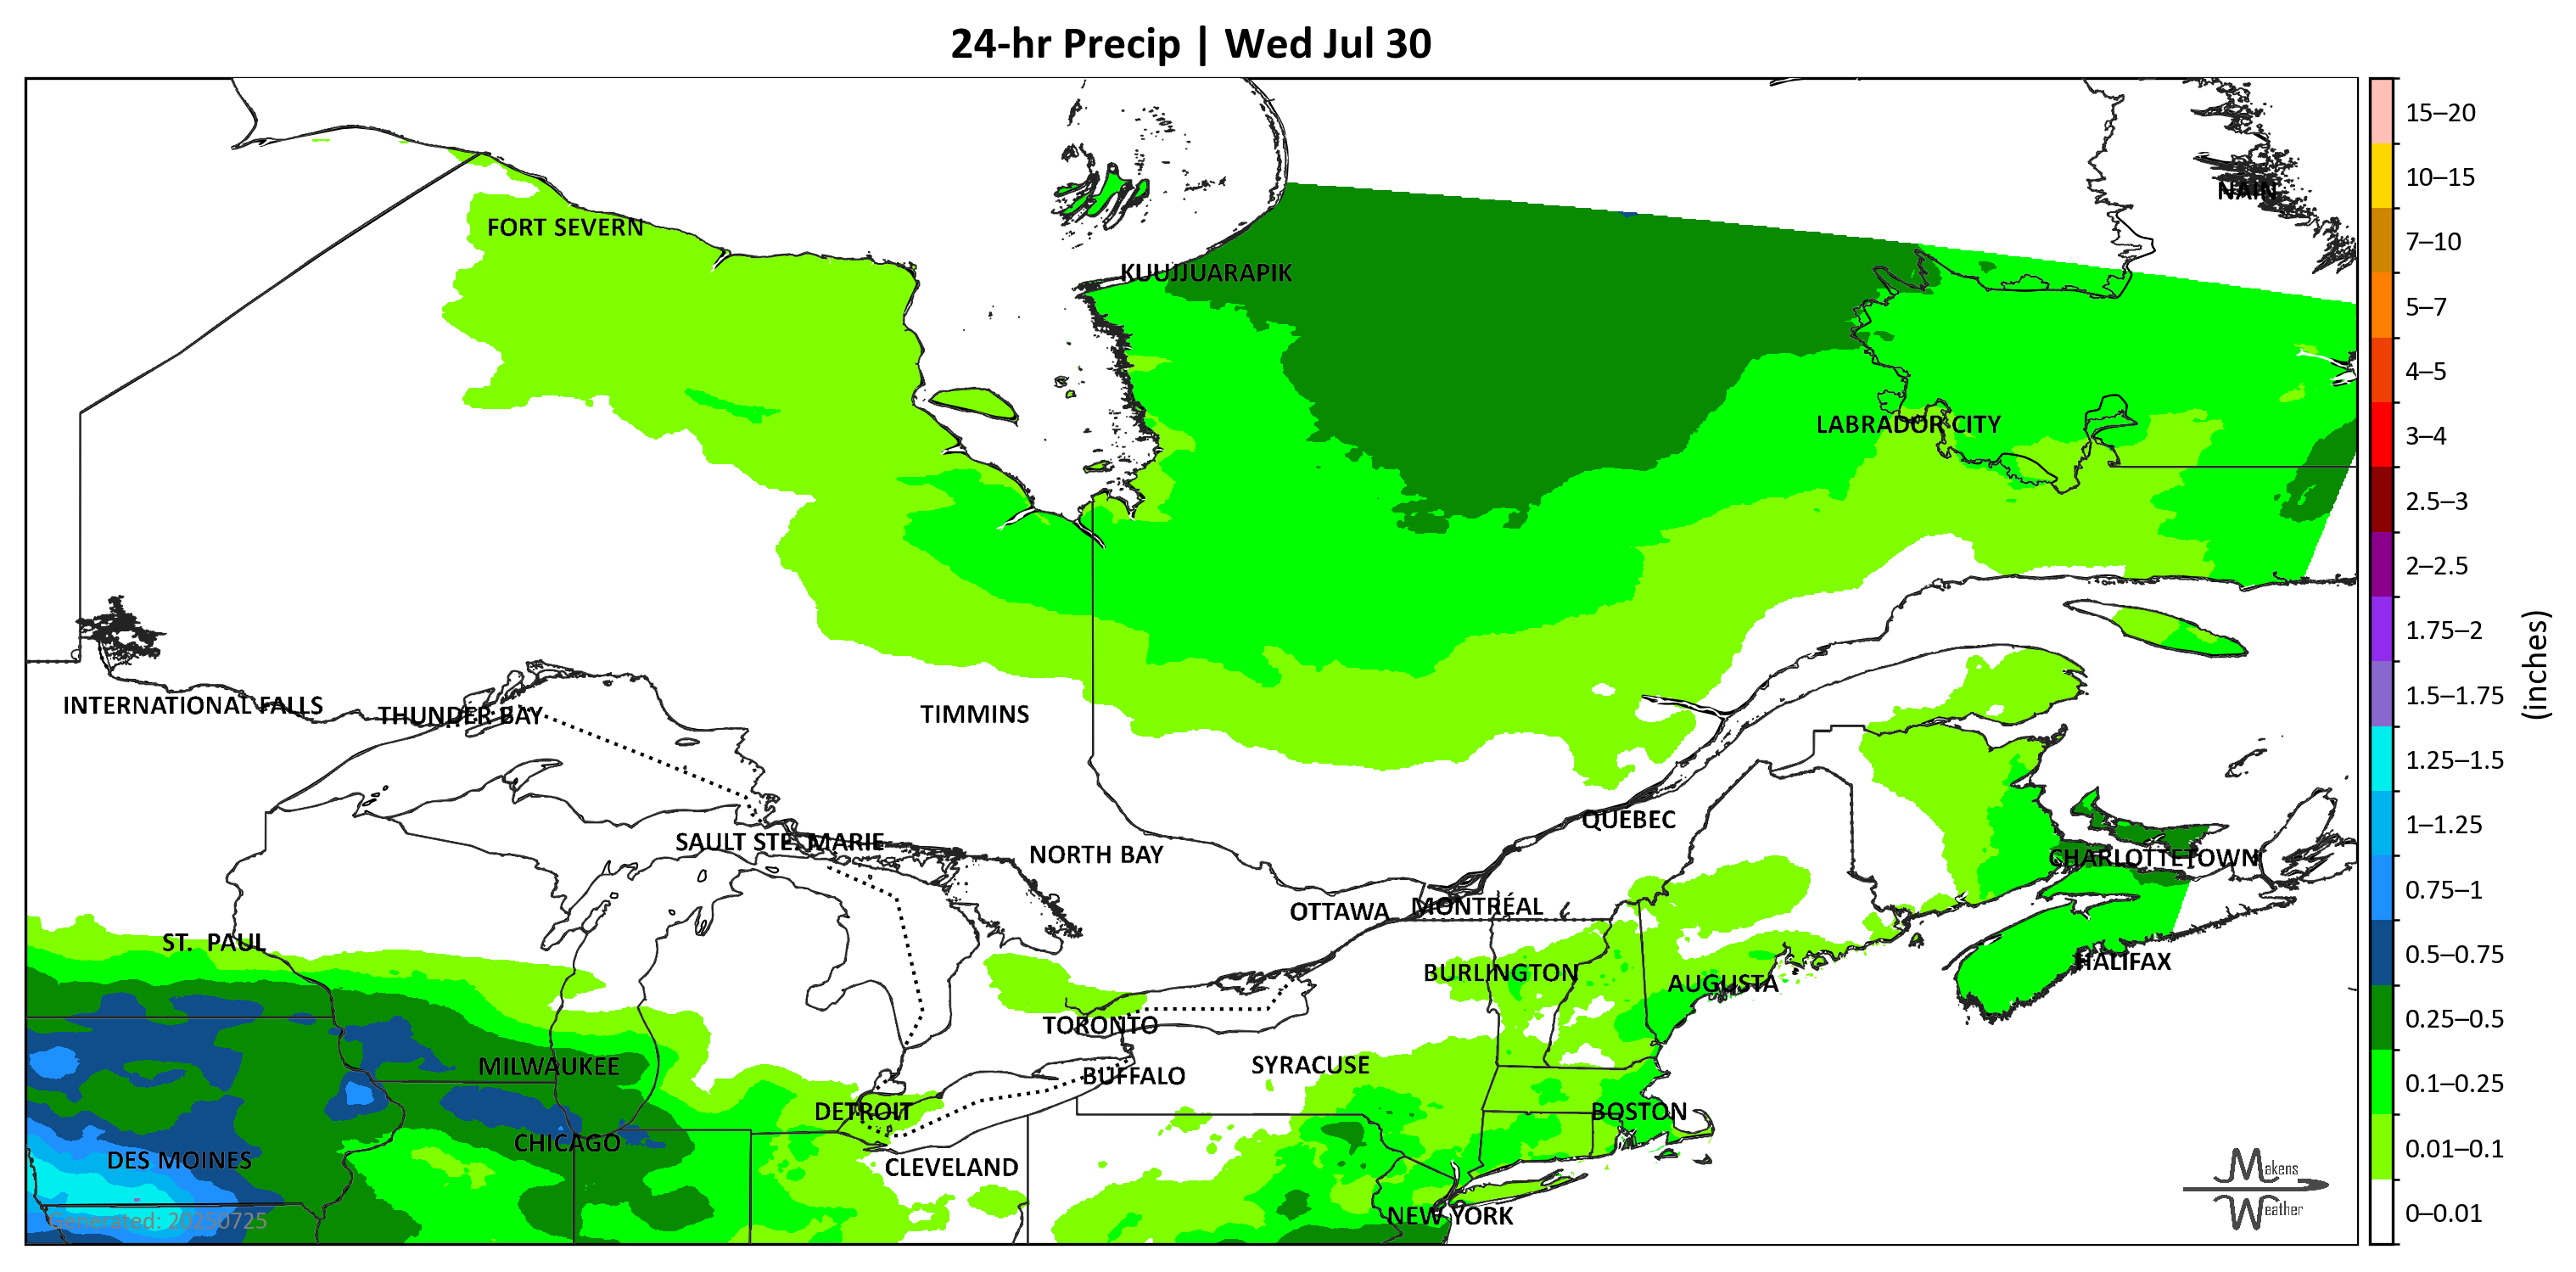 24-hr Precip | Wed Jul 30
NAIN
FORT SEVERN
KUUJJUARAPIK
LABRADOR CITY
INTERNATIONAL FALLS
THUNDER BAY
TIMMINS
QUEBEC
SAULT STE. MARIE
NORTH BAY
CHARLOTTETOWN
OTTAWA
MONTRÉAL
ST. PAUL
HALIFAX
BURLINGTON
AUGUSTA
TORONTO
MILWAUKEE
SYRACUSE
BUFFALO
DETROIT
BOSTON
CHICAGO
DES MOINES
CLEVELAND
NEW YORK
Generated: 20250725
Makens
Weather
15–20
10–15
7–10
5–7
4–5
3–4
2.5–3
2–2.5
1.75–2
1.5–1.75
1.25–1.5
1–1.25
0.75–1
0.5–0.75
0.25–0.5
0.1–0.25
0.01–0.1
0–0.01
(inches)